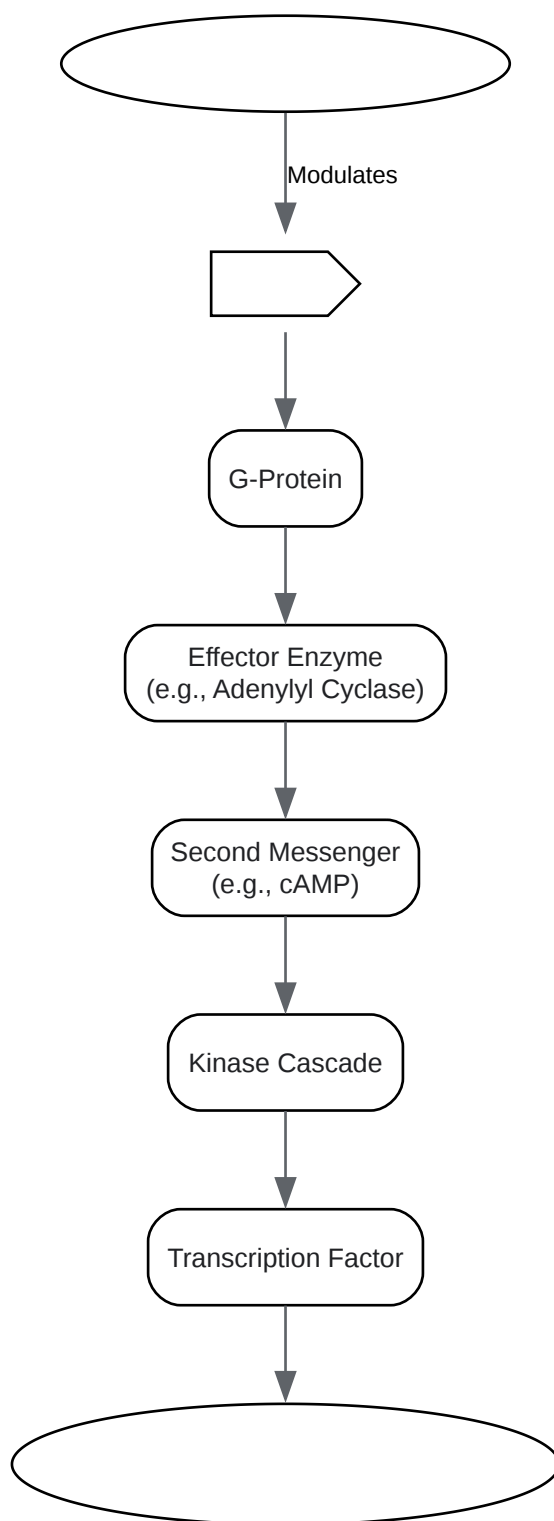 Modulates
G-Protein
Effector Enzyme
(e.g., Adenylyl Cyclase)
Second Messenger
(e.g., cAMP)
Kinase Cascade
Transcription Factor